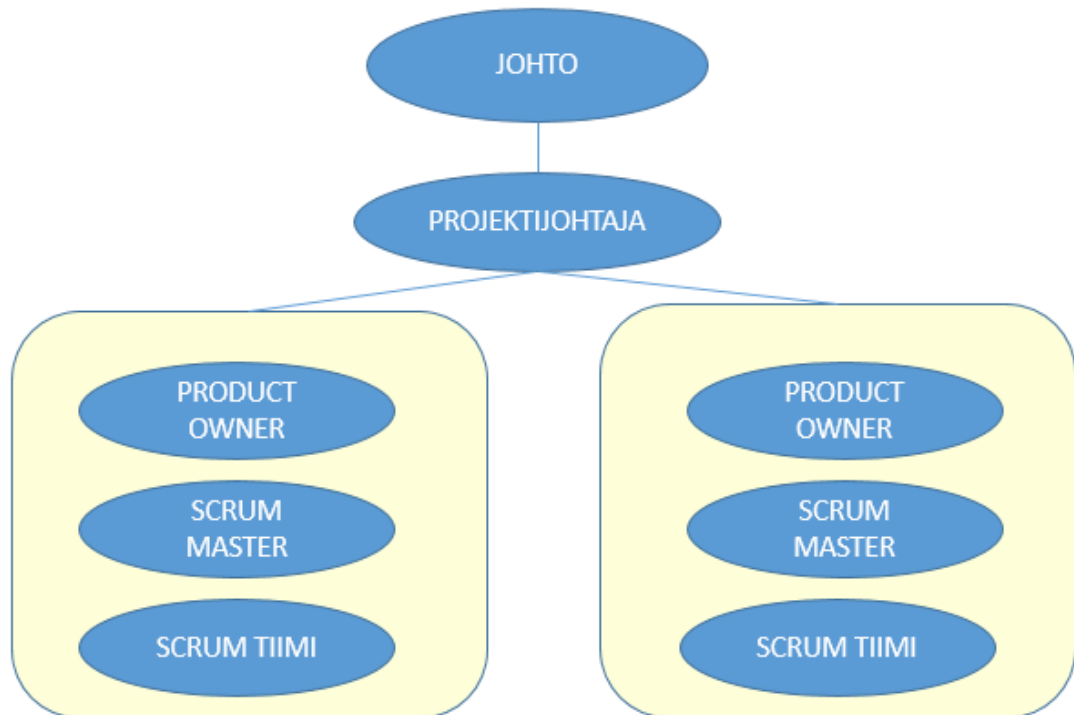 JOHTO
PROJEKTIJOHTAJA
PRODUCT
OWNER
SCRUM
MASTER
SCRUM TIIMI
PRODUCT
OWNER
SCRUM
MASTER
SCRUM TIIMI